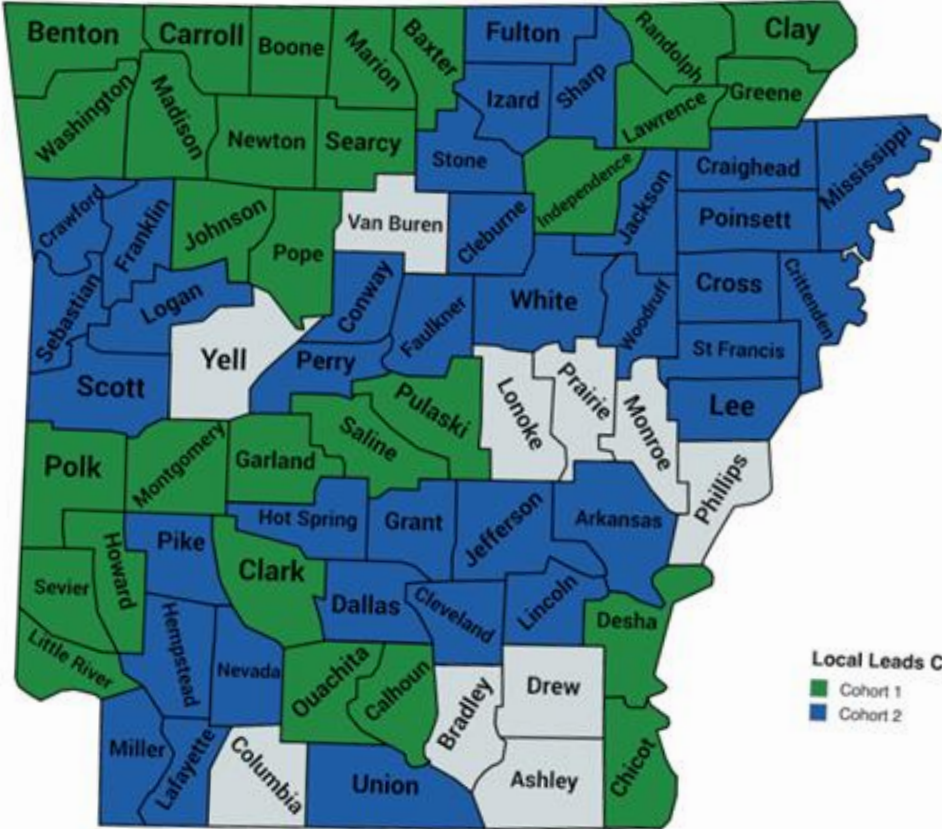 Benton
Carroll
Boone
Marion
Baxter
Fulton
Randolph
Clay
Washington
Madison
Newton
Searcy
Izard
Sharp
Lawrence
Greene
Stone
Independence
Jackson
Craighead
Mississippi
Crawford
Franklin
Johnson
Pope
Van Buren
Cleburne
Poinsett
Sebastian
Logan
Conway
Faulkner
White
Woodruff
Cross
Crittenden
Scott
Yell
Perry
Pulaski
Lonoke
Prairie
Monroe
St Francis
Lee
Polk
Montgomery
Garland
Saline
Phillips
Howard
Pike
Hot Spring
Grant
Jefferson
Arkansas
Sevier
Clark
Dallas
Cleveland
Lincoln
Desha
Little River
Hempstead
Nevada
Ouachita
Calhoun
Bradley
Drew
Local Leads C
Cohort 1
Cohort 2
Miller
Lafayette
Columbia
Union
Ashley
Chicot